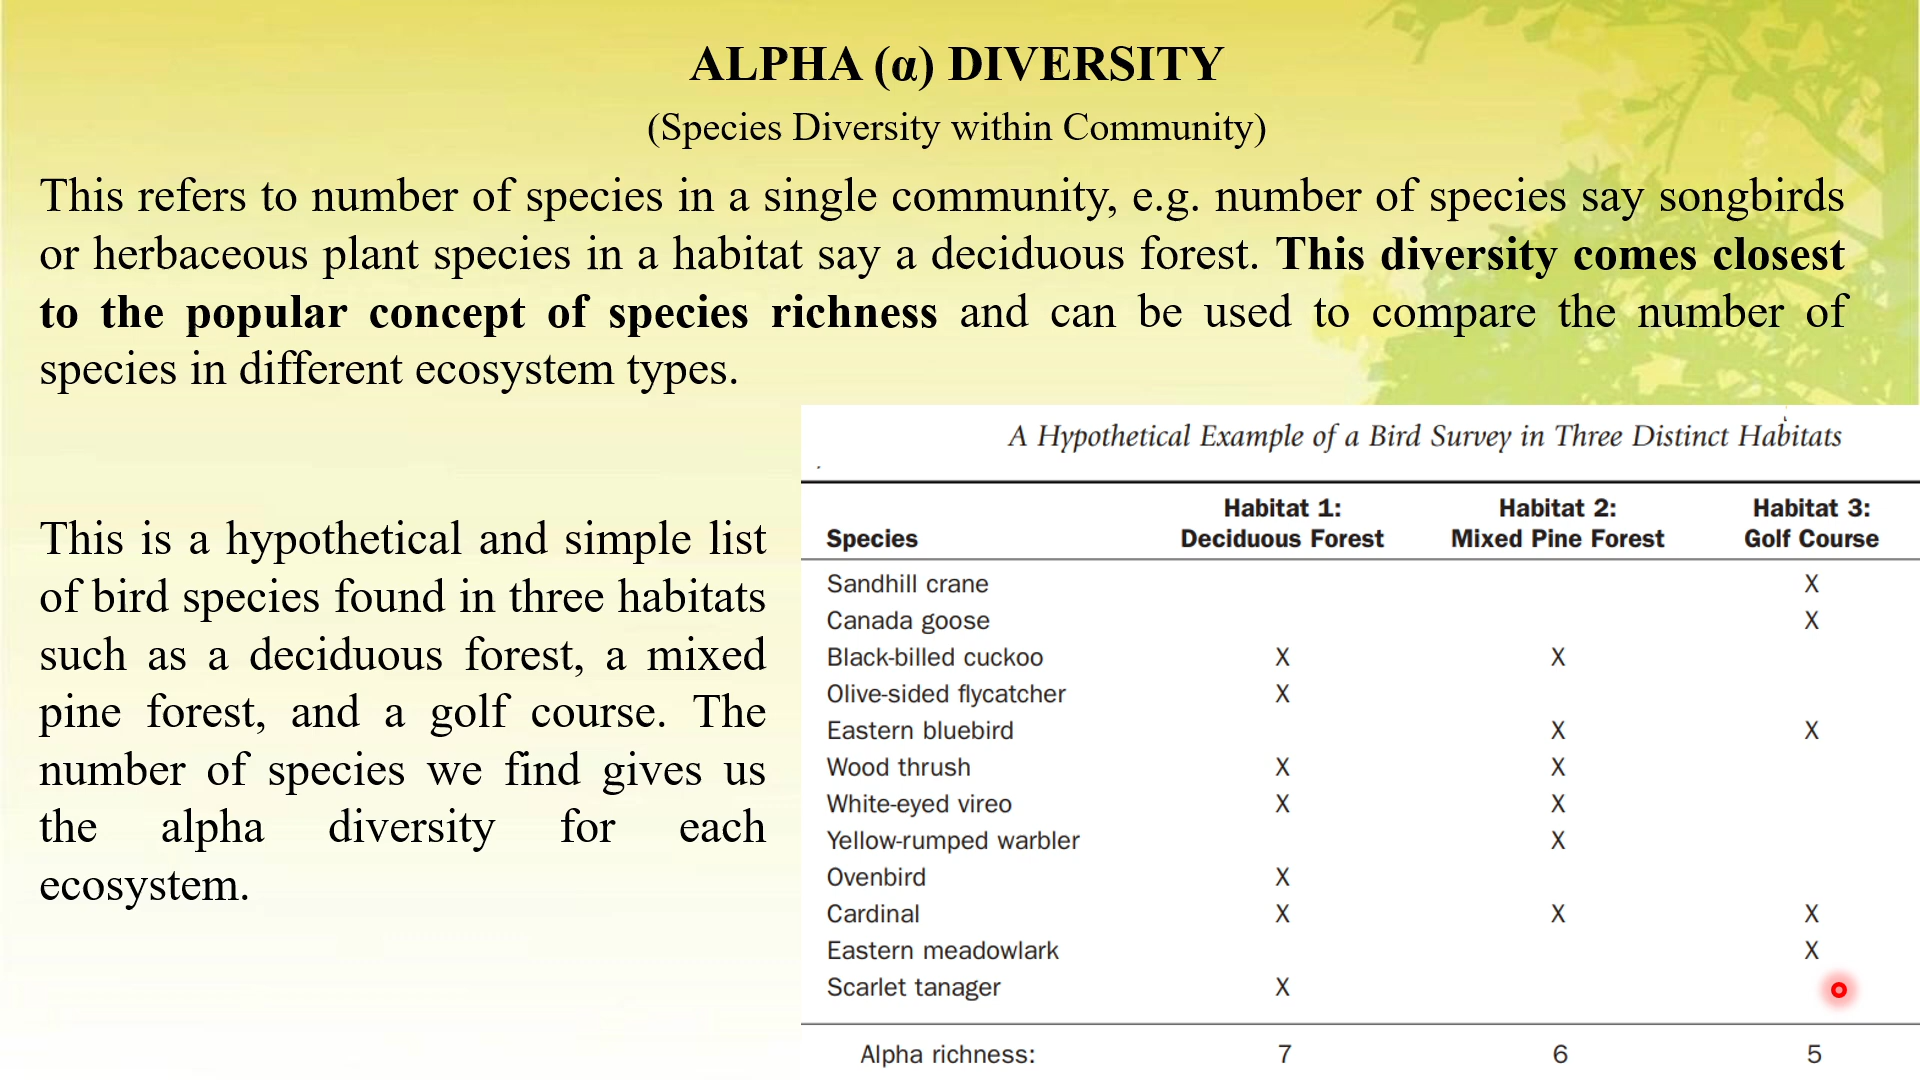 ALPHA (α) DIVERSITY
(Species Diversity within Community)
This refers to number of species in a single community, e.g. number of species say songbirds
or herbaceous plant species in a habitat say a deciduous forest. This diversity comes closest
to the popular concept of species richness and can be used to compare the number of
species in different ecosystem types.
This is a hypothetical and simple list
of bird species found in three habitats
such as a deciduous forest, a mixed
pine forest, and a golf course. The
number of species we find gives us
the alpha diversity for each
ecosystem.
A Hypothetical Example of a Bird Survey in Three Distinct Habitats
Habitat 1: Habitat 2: Habitat 3:
Species Deciduous Forest Mixed Pine Forest Golf Course
Sandhill crane X
Canada goose X
Black-billed cuckoo X X
Olive-sided flycatcher X
Eastern bluebird X X
Wood thrush X X
White-eyed vireo X X
Yellow-rumped warbler X
Ovenbird X
Cardinal X X X
Eastern meadowlark X
Scarlet tanager X
Alpha richness: 7 6 5